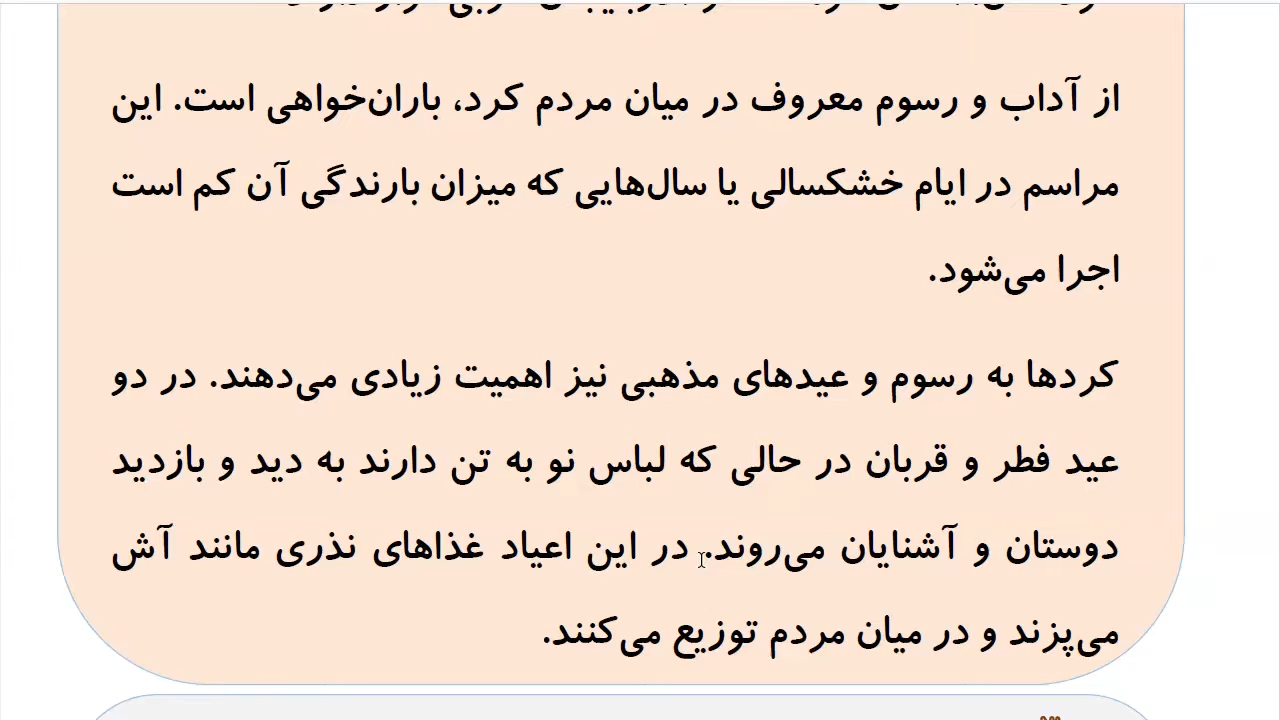 از آداب و رسوم معروف در میان مردم کرد، باران‌خواهی است. این
مراسم در ایام خشکسالی یا سال‌هایی که میزان بارندگی آن کم است
اجرا می‌شود.
کردها به رسوم و عیدهای مذهبی نیز اهمیت زیادی می‌دهند. در دو
عید فطر و قربان در حالی که لباس نو به تن دارند به دید و بازدید
دوستان و آشنایان می‌روند. در این اعیاد غذاهای نذری مانند آش
می‌پزند و در میان مردم توزیع می‌کنند.